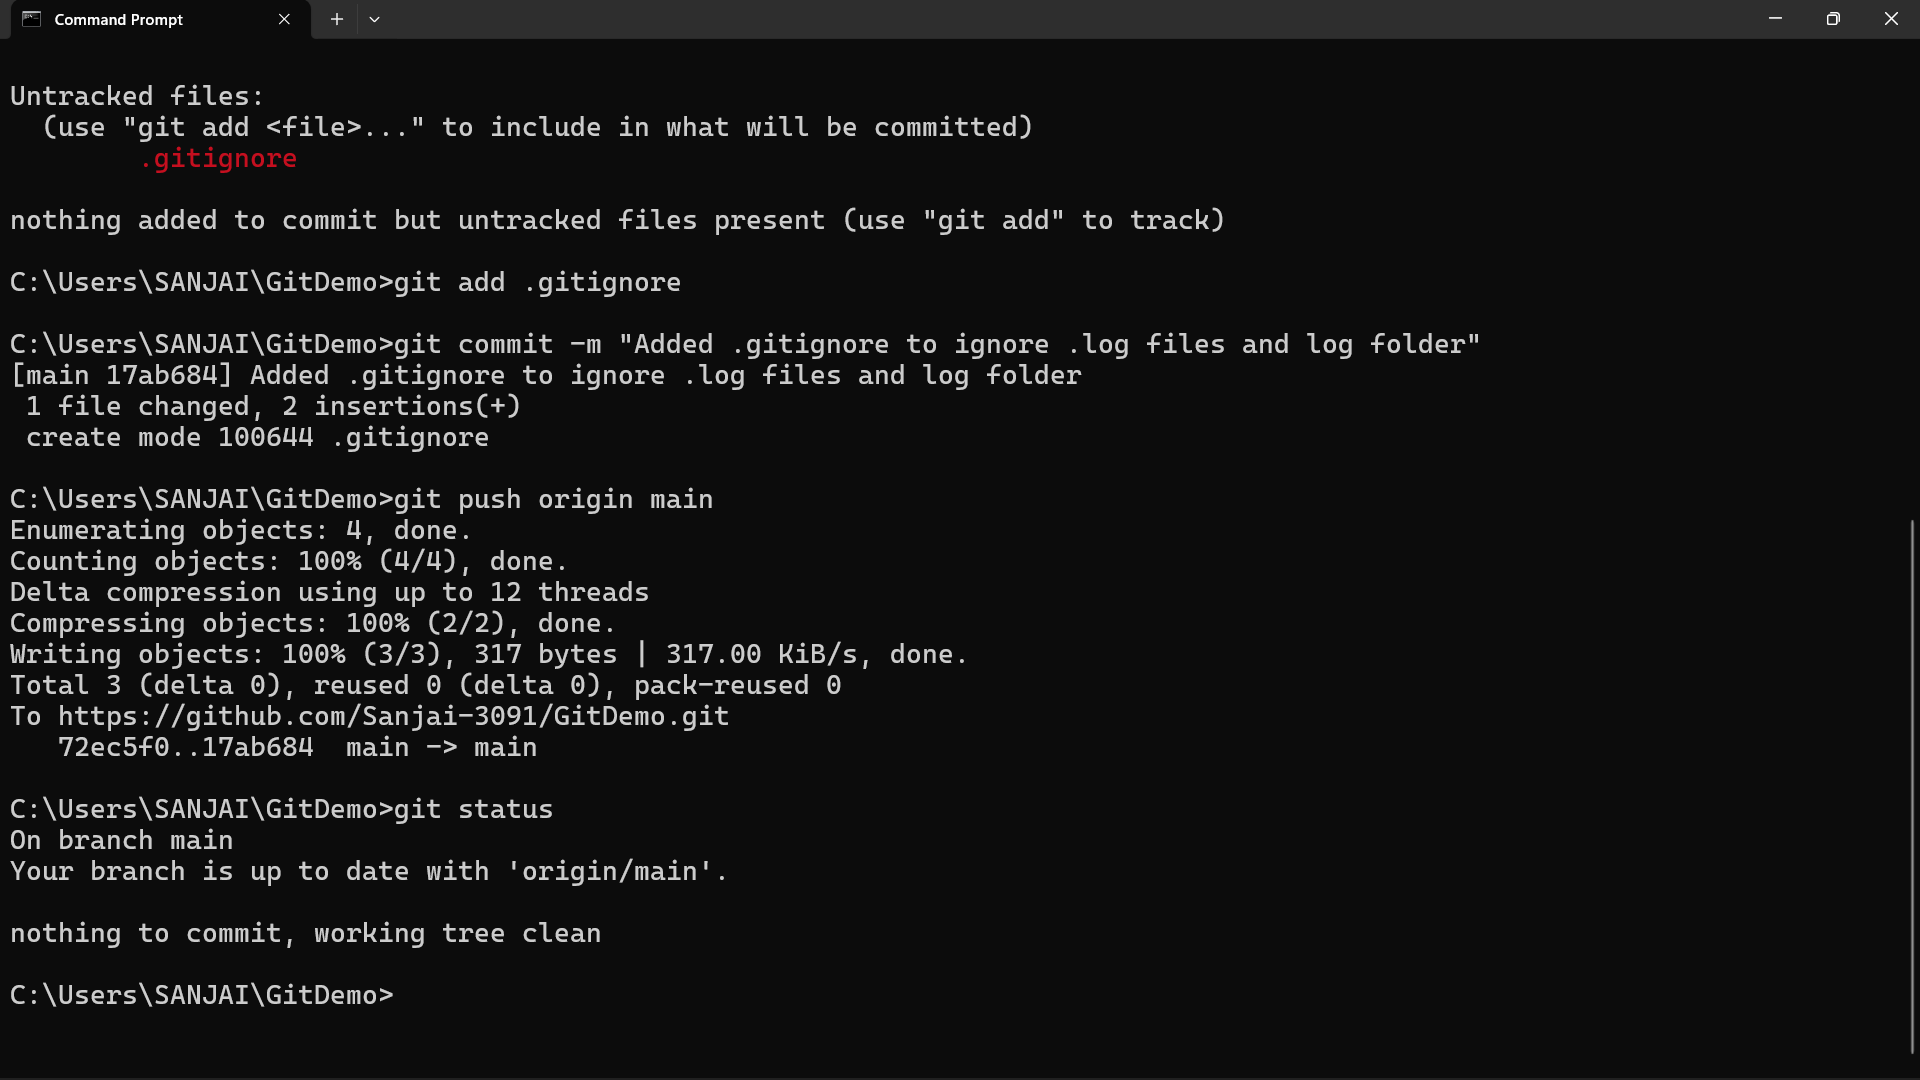 Command Prompt
Untracked files:
  (use "git add <file>..." to include in what will be committed)
        .gitignore
nothing added to commit but untracked files present (use "git add" to track)
C:\Users\SANJAI\GitDemo>git add .gitignore
C:\Users\SANJAI\GitDemo>git commit -m "Added .gitignore to ignore .log files and log folder"
[main 17ab684] Added .gitignore to ignore .log files and log folder
 1 file changed, 2 insertions(+)
 create mode 100644 .gitignore
C:\Users\SANJAI\GitDemo>git push origin main
Enumerating objects: 4, done.
Counting objects: 100% (4/4), done.
Delta compression using up to 12 threads
Compressing objects: 100% (2/2), done.
Writing objects: 100% (3/3), 317 bytes | 317.00 KiB/s, done.
Total 3 (delta 0), reused 0 (delta 0), pack-reused 0
To https://github.com/Sanjai-3091/GitDemo.git
   72ec5f0..17ab684  main -> main
C:\Users\SANJAI\GitDemo>git status
On branch main
Your branch is up to date with 'origin/main'.
nothing to commit, working tree clean
C:\Users\SANJAI\GitDemo>